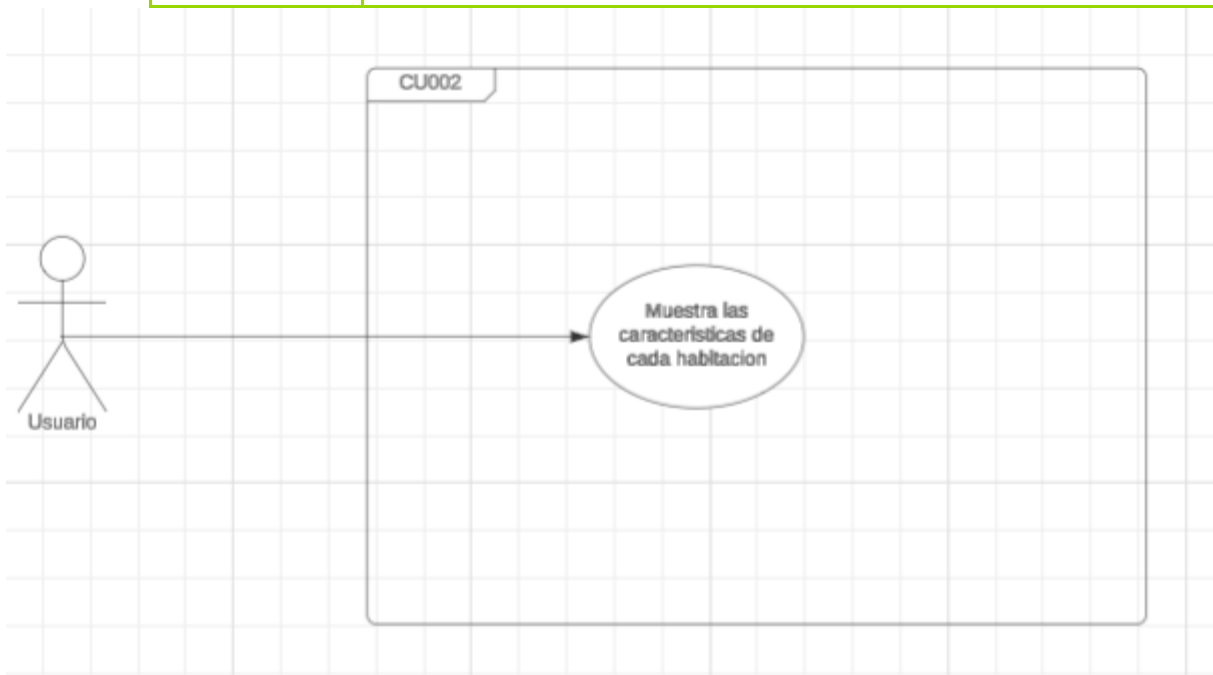 CU002
Muestra las
caracteristicas de
cada habitacion
Usuario